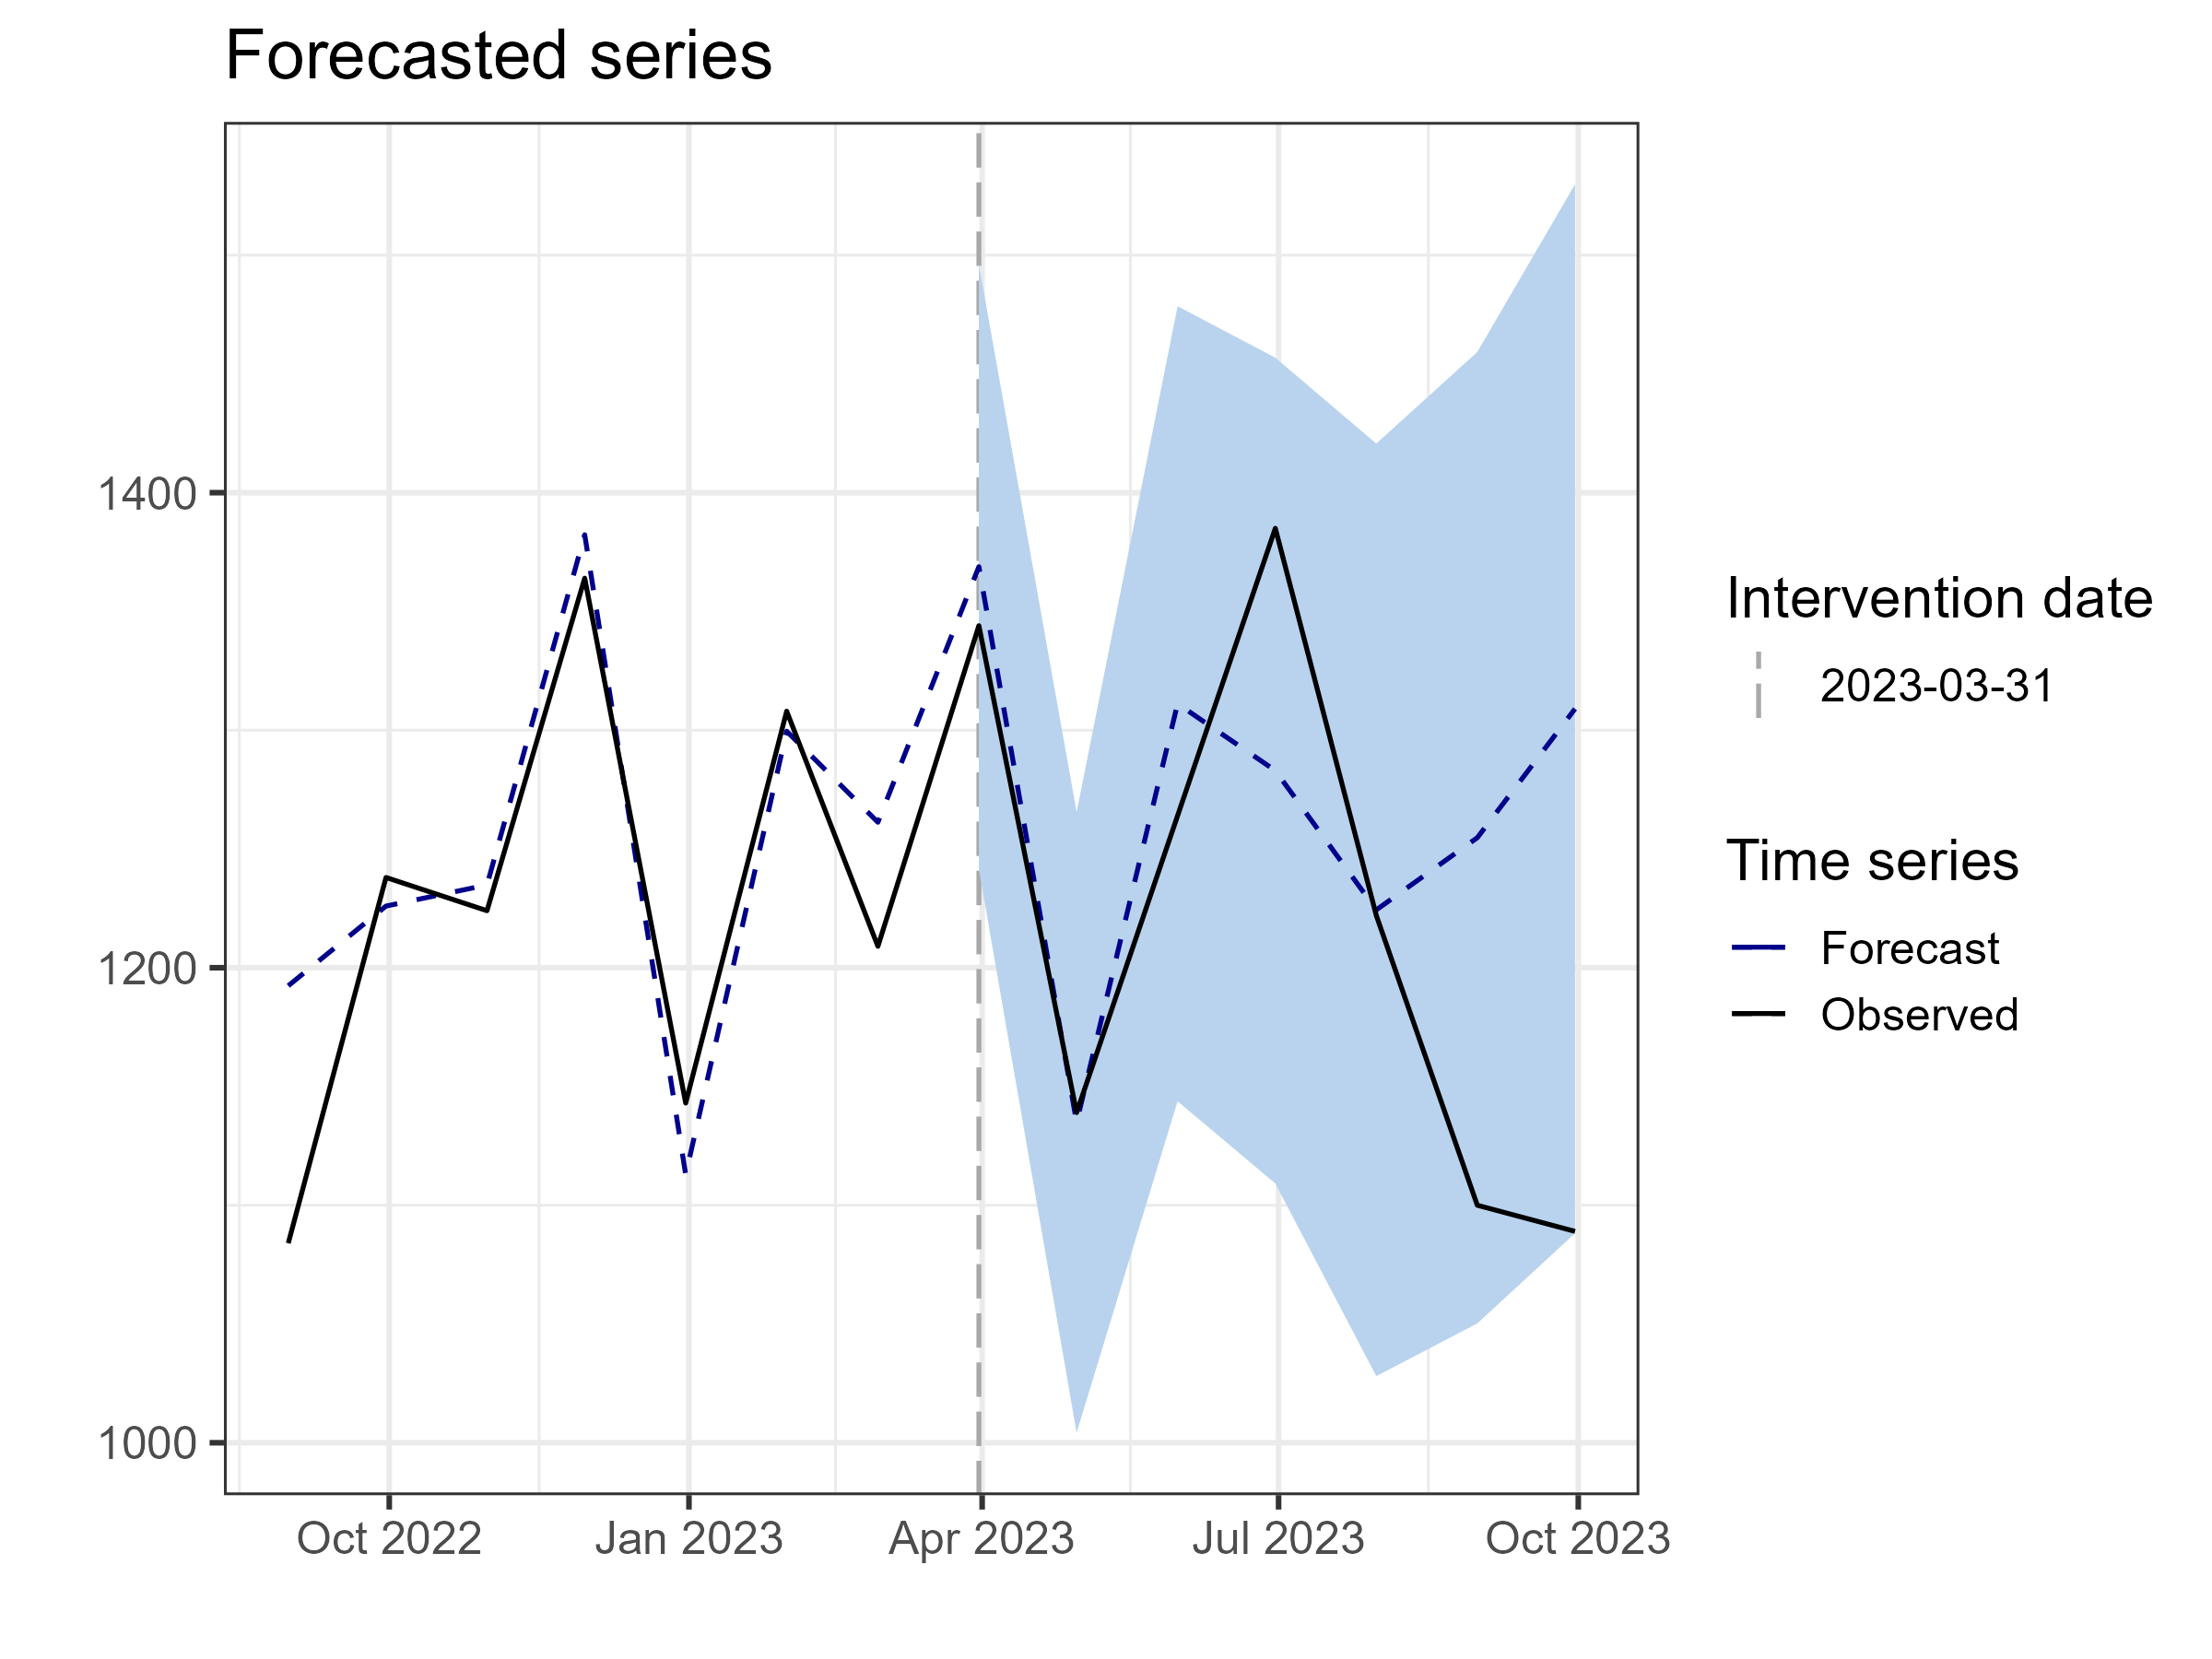 Forecasted series
1400
1200
1000
Oct 2022
Jan 2023
Apr 2023
Jul 2023
Oct 2023
Intervention date
2023-03-31
Time series
Forecast
Observed